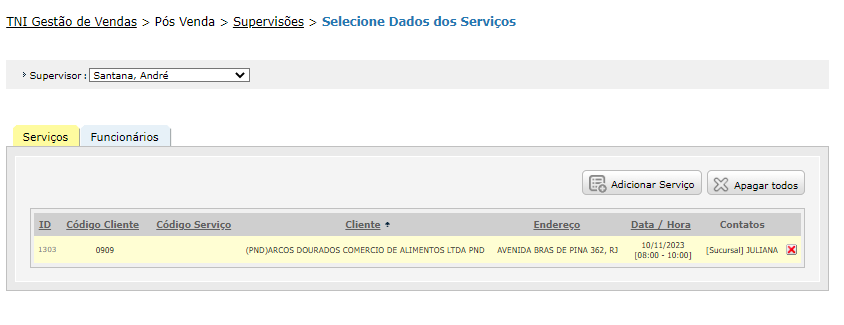 TNI Gestão de Vendas > Pós Venda > Supervisões > Selecione Dados dos Serviços
Supervisor : Santana, André
Serviços Funcionários
Adicionar Serviço Apagar todos
ID Código Cliente Código Serviço Cliente Endereço Data / Hora Contatos
1303 0909 (PND)ARCOS DOURADOS COMERCIO DE ALIMENTOS LTDA PND AVENIDA BRAS DE PINA 362, RJ 10/11/2023 [Sucursal] JULIANA
[08:00 - 10:00]